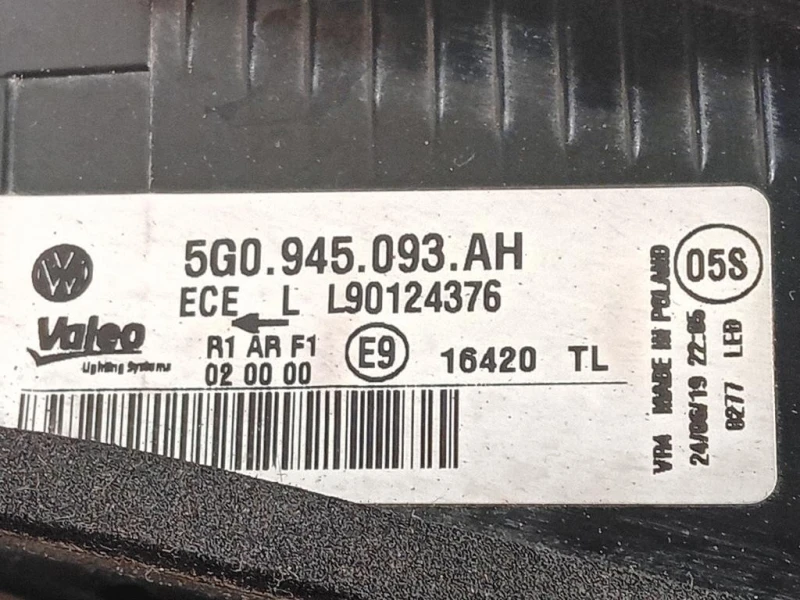 5G0.945.093.AH
ECE L L90124376
Valeo
Lighting Systems
R1 AR F1
02 00 00
E9
16420 TL
05S
VR4 MADE IN POLAND
24/06/19 22:05
0277 LED